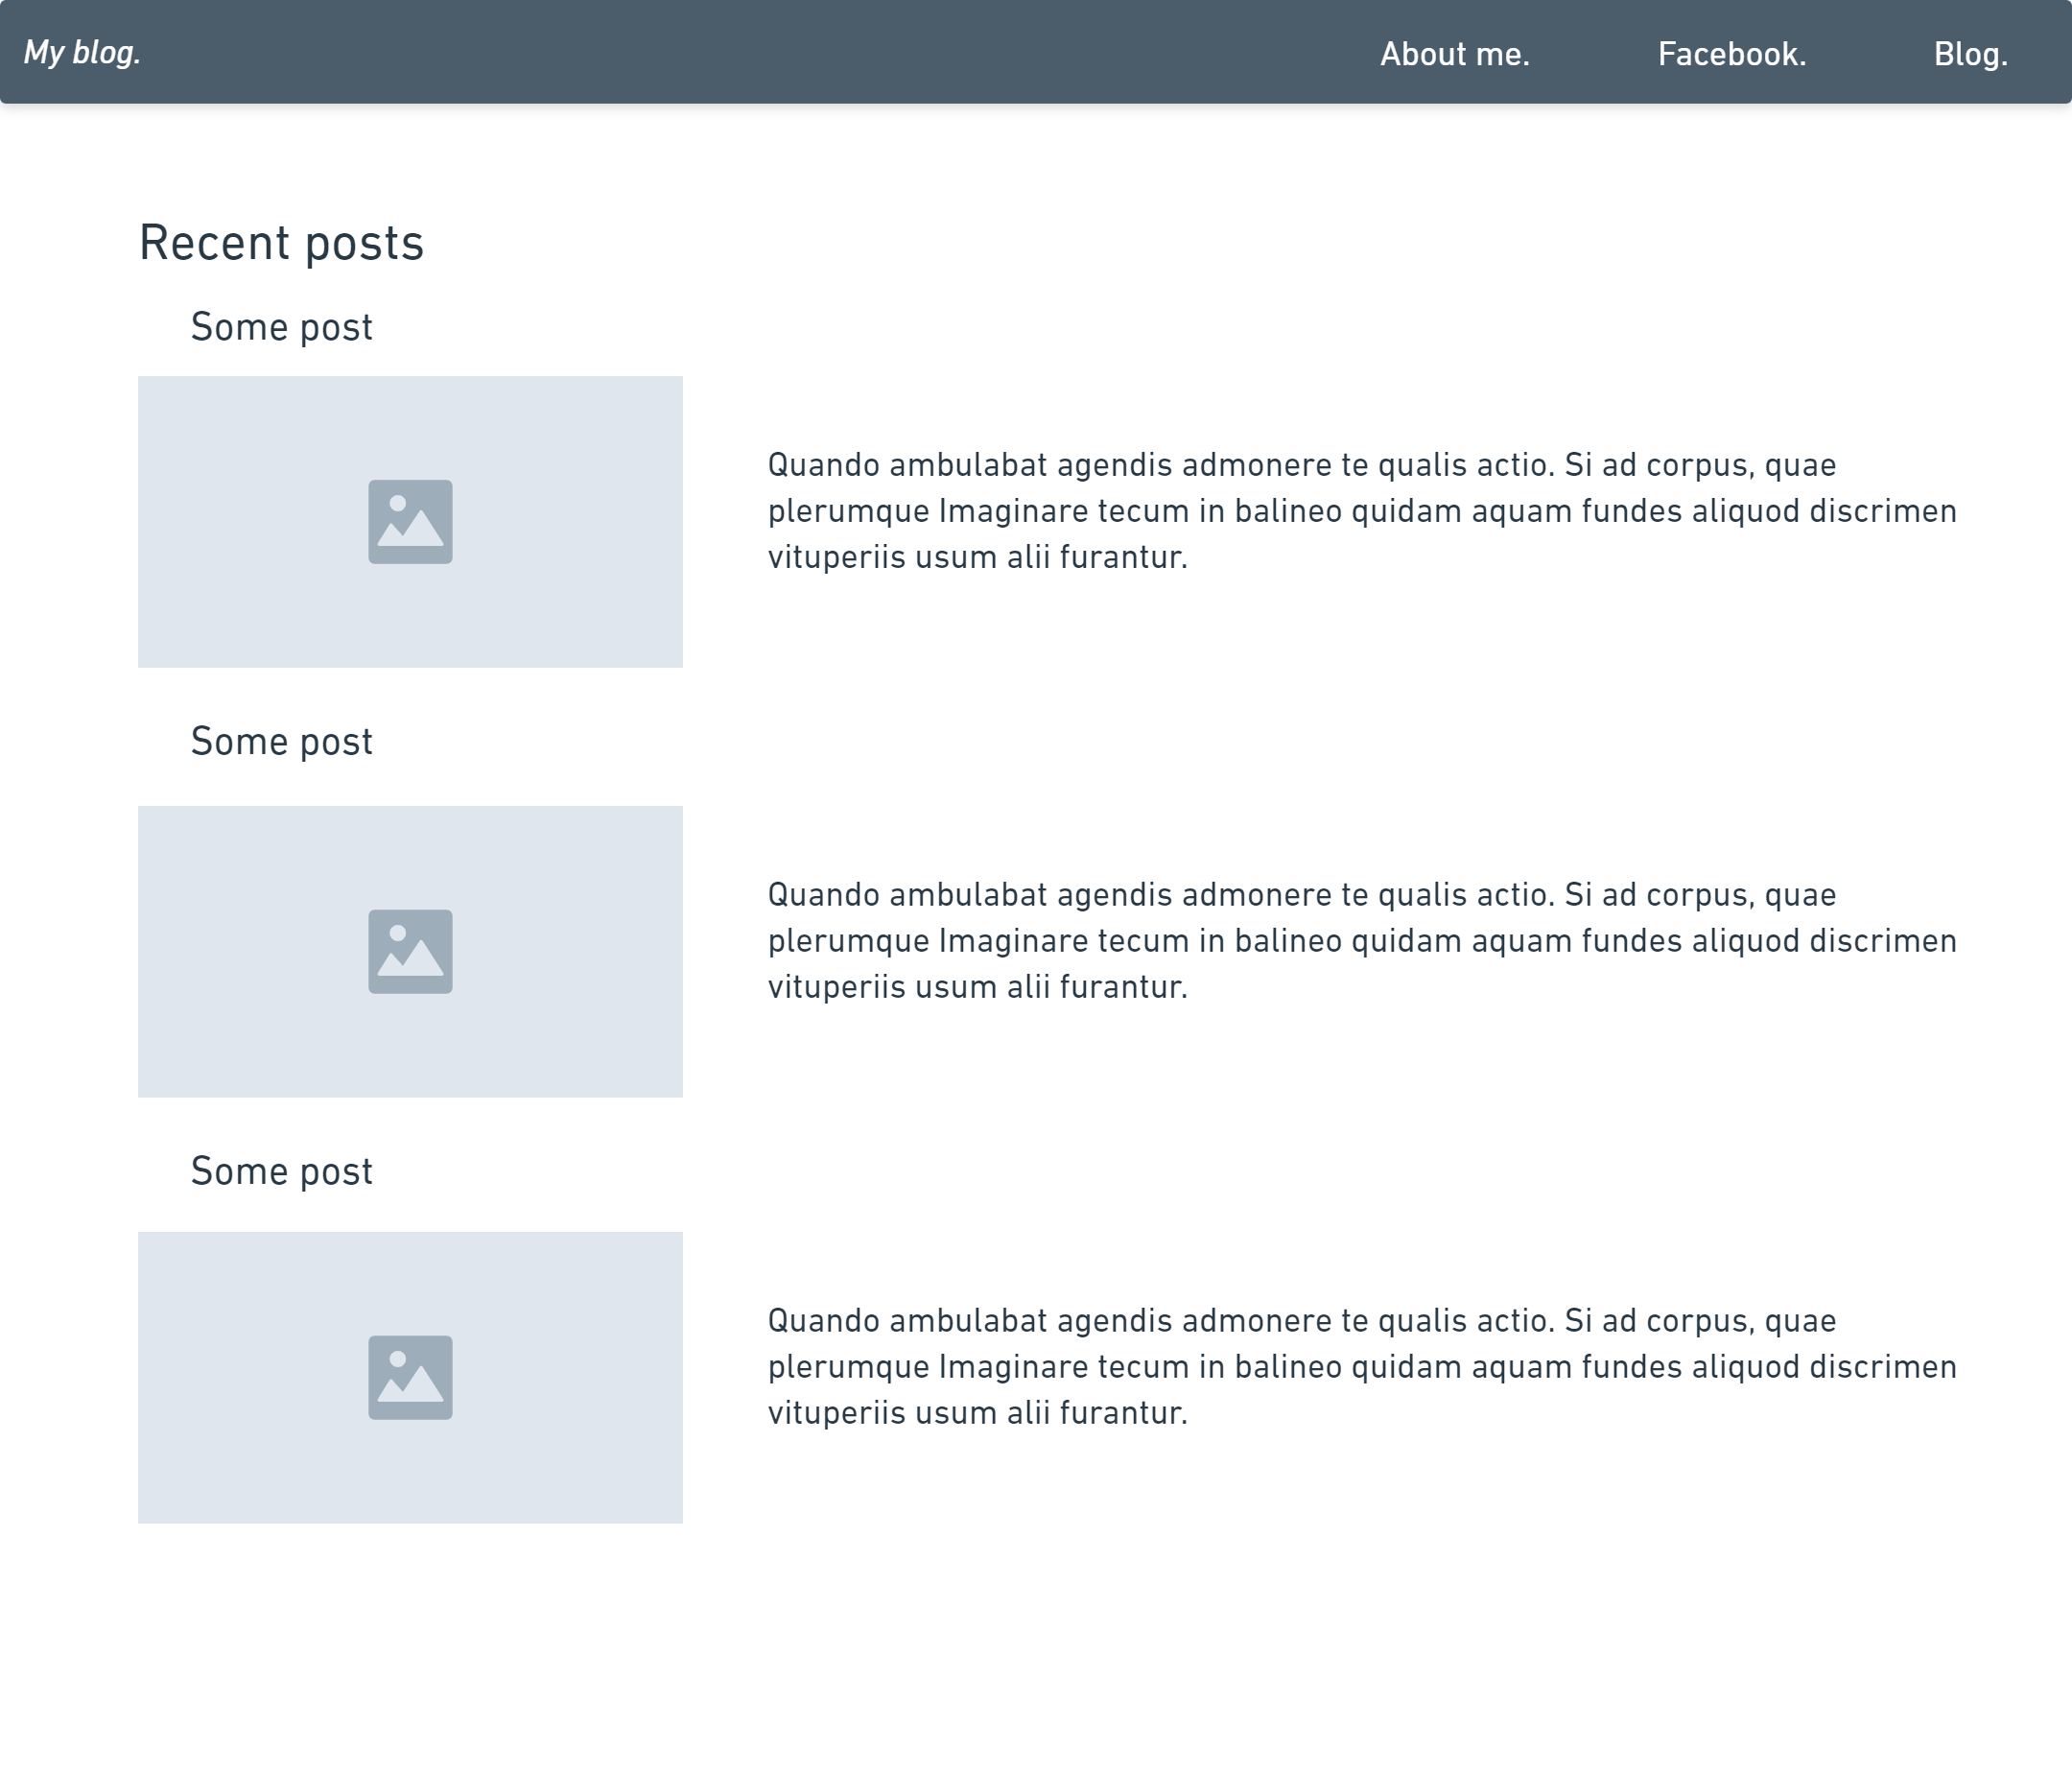 My blog.
About me.
Facebook.
Blog.
Recent posts
Some post
Quando ambulabat agendis admonere te qualis actio. Si ad corpus, quae
plerumque Imaginare tecum in balineo quidam aquam fundes aliquod discrimen
vituperiis usum alii furantur.
Some post
Quando ambulabat agendis admonere te qualis actio. Si ad corpus, quae
plerumque Imaginare tecum in balineo quidam aquam fundes aliquod discrimen
vituperiis usum alii furantur.
Some post
Quando ambulabat agendis admonere te qualis actio. Si ad corpus, quae
plerumque Imaginare tecum in balineo quidam aquam fundes aliquod discrimen
vituperiis usum alii furantur.